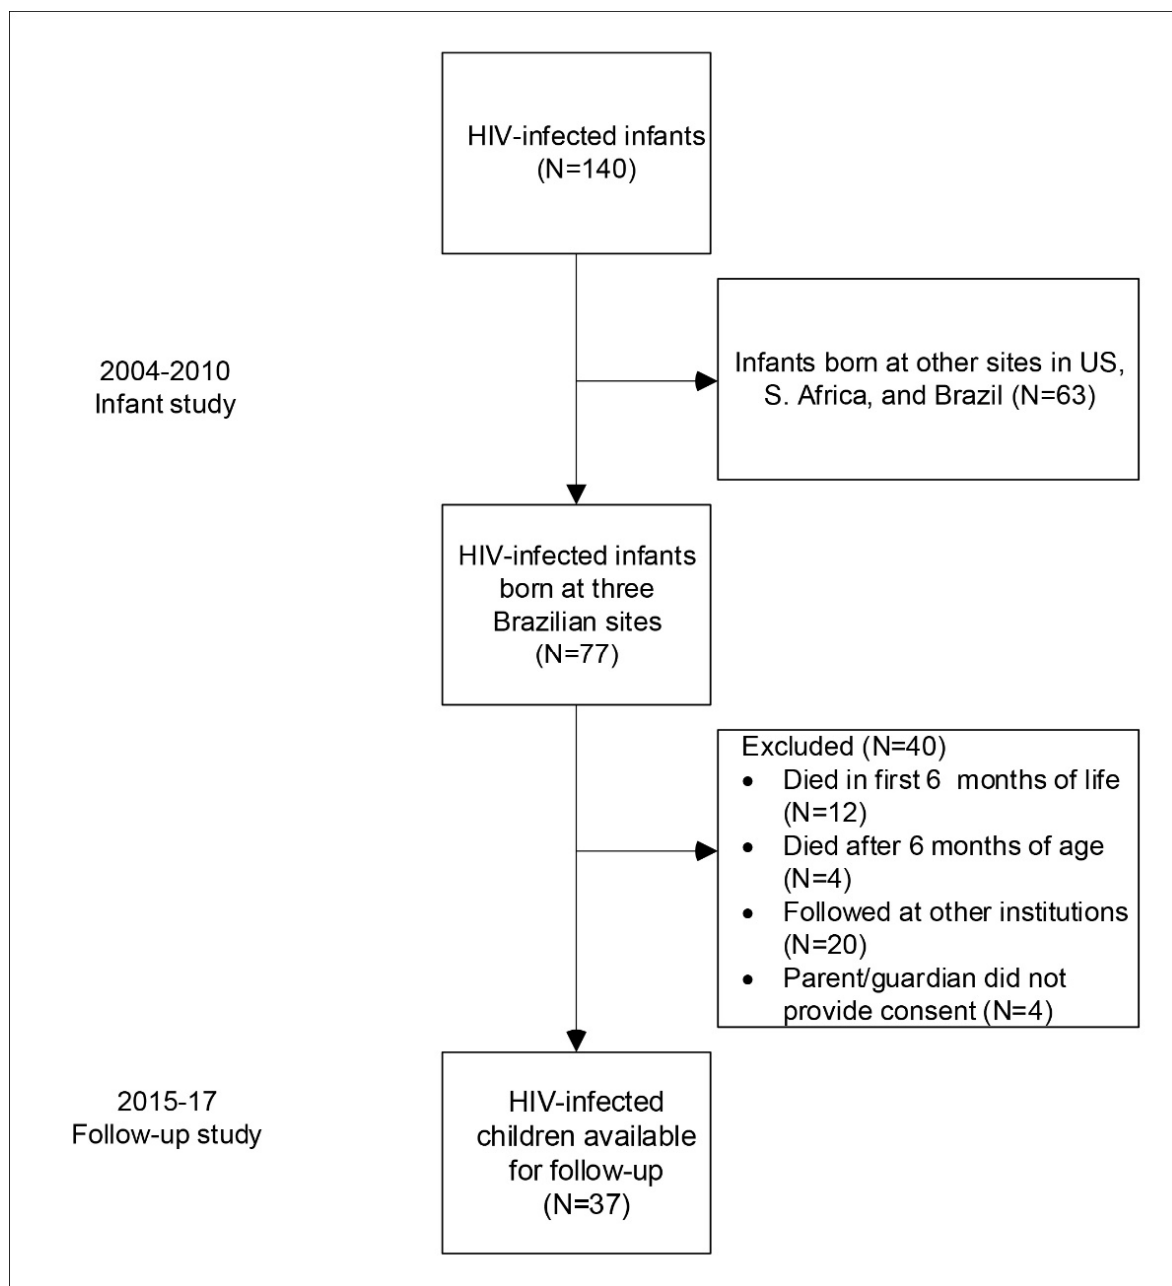 HIV-infected infants
(N=140)
2004-2010
Infant study
Infants born at other sites in US,
S. Africa, and Brazil (N=63)
HIV-infected infants
born at three
Brazilian sites
(N=77)
Excluded (N=40)
• Died in first 6 months of life
(N=12)
• Died after 6 months of age
(N=4)
• Followed at other institutions
(N=20)
• Parent/guardian did not
provide consent (N=4)
2015-17
Follow-up study
HIV-infected
children available
for follow-up
(N=37)